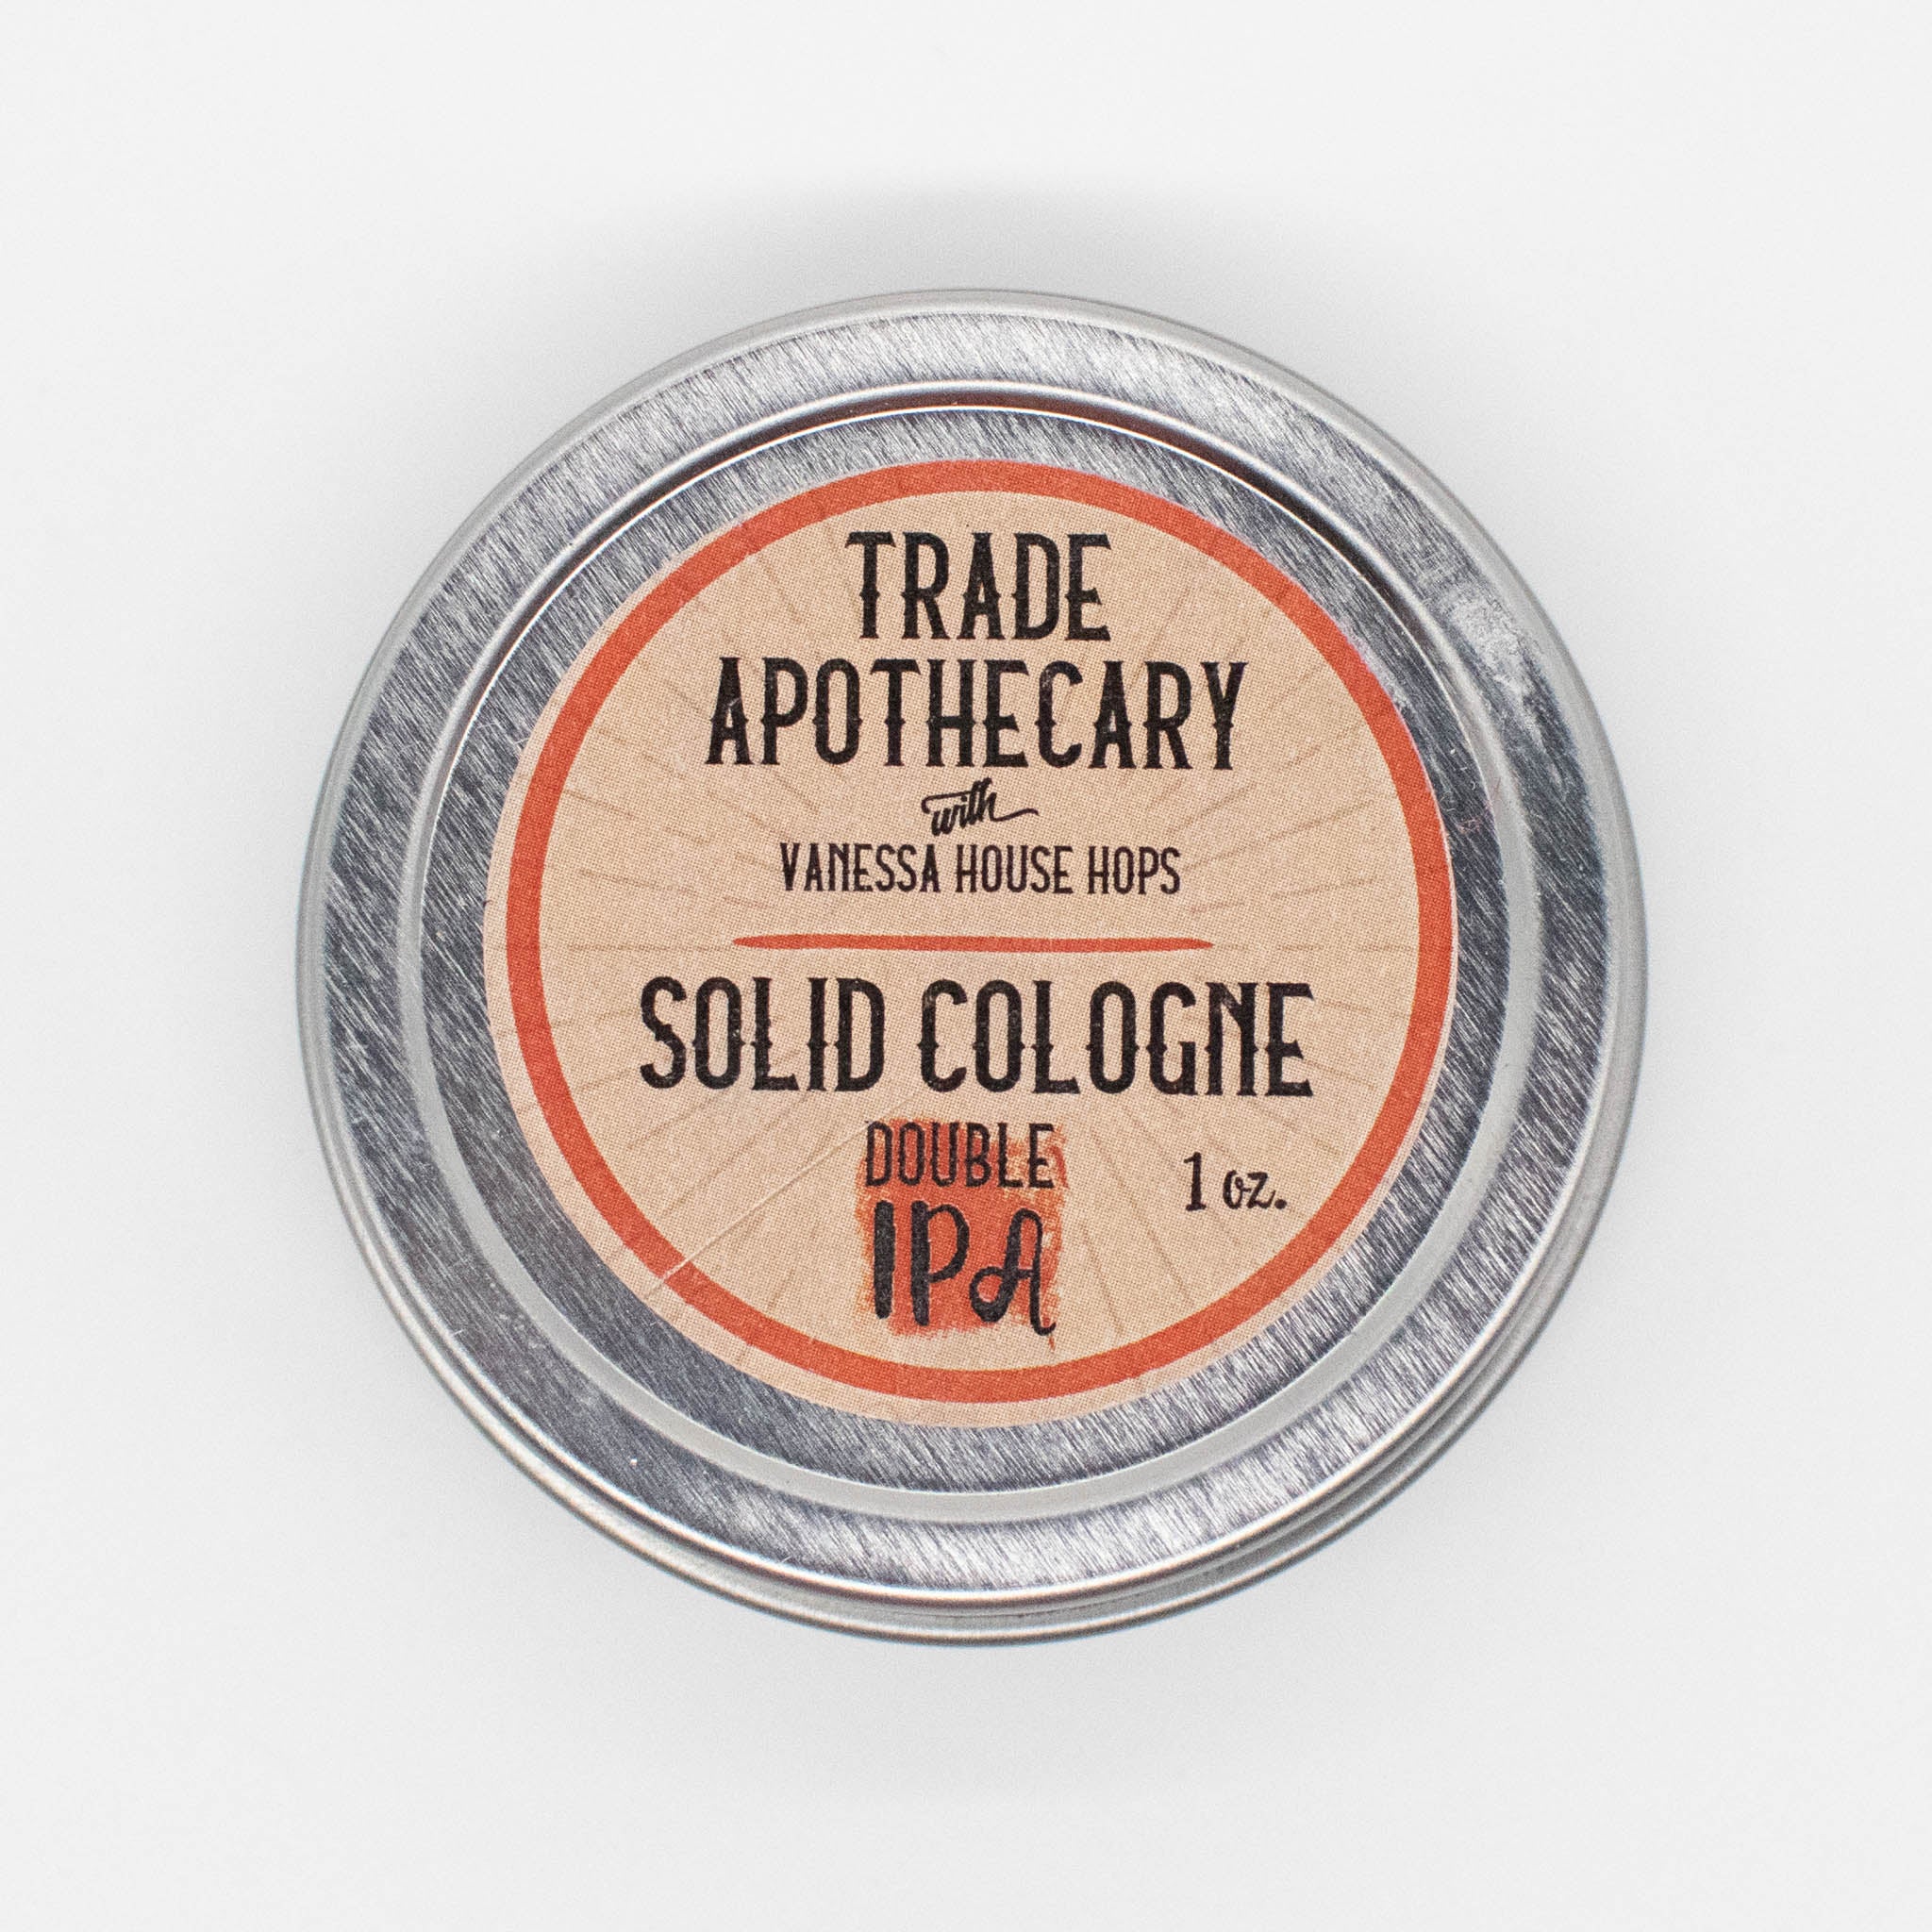 TRADE
APOTHECARY
with
VANESSA HOUSE HOPS
SOLID COLOGNE
DOUBLE
IPA
1 oz.